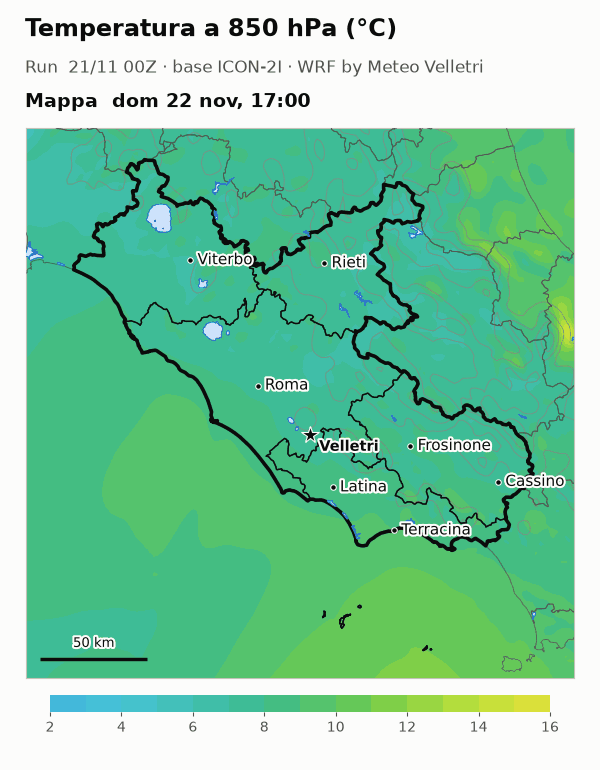 Temperatura a 850 hPa (°C)
Run  21/11 00Z · base ICON-2I · WRF by Meteo Velletri
Mappa  dom 22 nov, 17:00
Viterbo
Rieti
Roma
Velletri
Frosinone
Latina
Cassino
Terracina
50 km
2 4 6 8 10 12 14 16